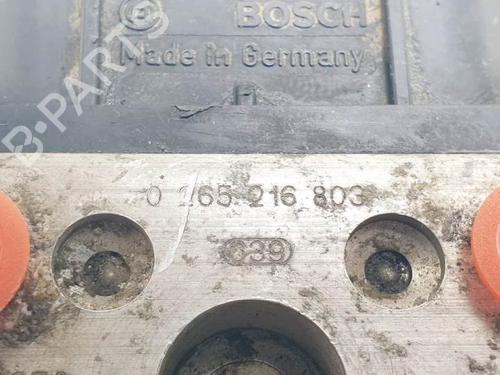 BOSCH
Made in Germany
B-PARTS
0 265 216 803
639